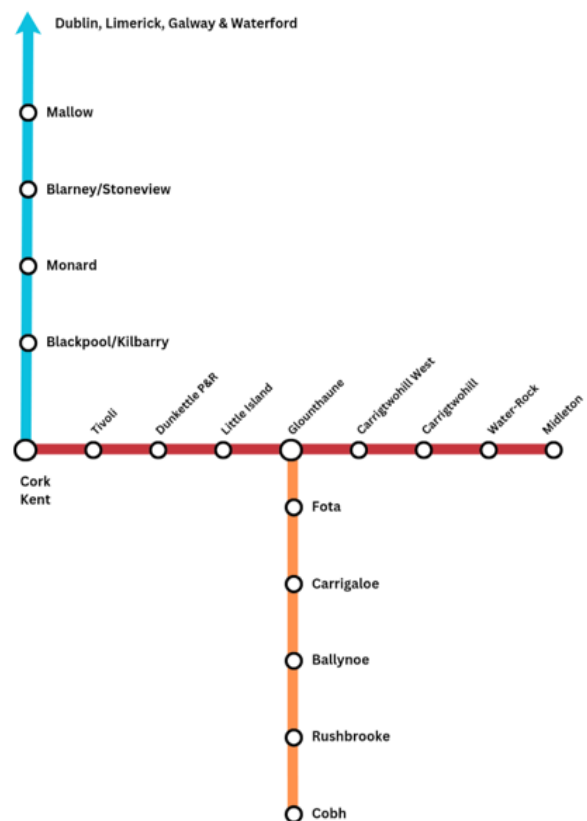 Dublin, Limerick, Galway & Waterford
Mallow
Blarney/Stoneview
Monard
Blackpool/Kilbarry
Tivoli
Dunkettle P&R
Little Island
Glounthaune
Carrigtwohill West
Carrigtwohill
Water-Rock
Midleton
Cork
Kent
Fota
Carrigaloe
Ballynoe
Rushbrooke
Cobh